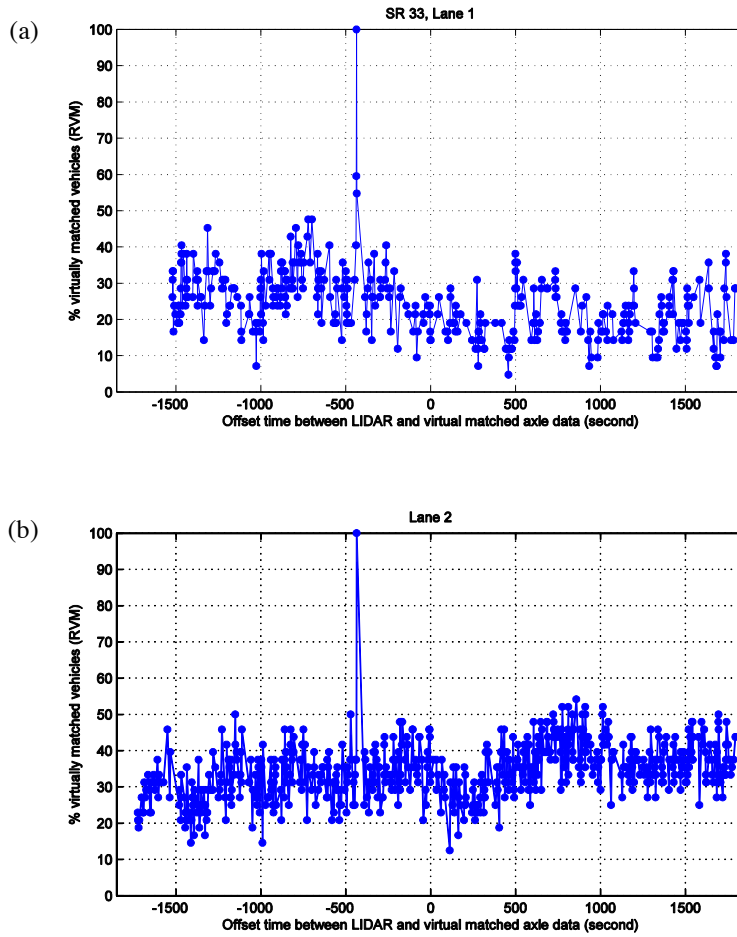 (a)
SR 33, Lane 1
% virtually matched vehicles (RVM)
100
90
80
70
60
50
40
30
20
10
0
-1500 -1000 -500 0 500 1000 1500
Offset time between LIDAR and virtual matched axle data (second)
(b)
Lane 2
% virtually matched vehicles (RVM)
100
90
80
70
60
50
40
30
20
10
0
-1500 -1000 -500 0 500 1000 1500
Offset time between LIDAR and virtual matched axle data (second)